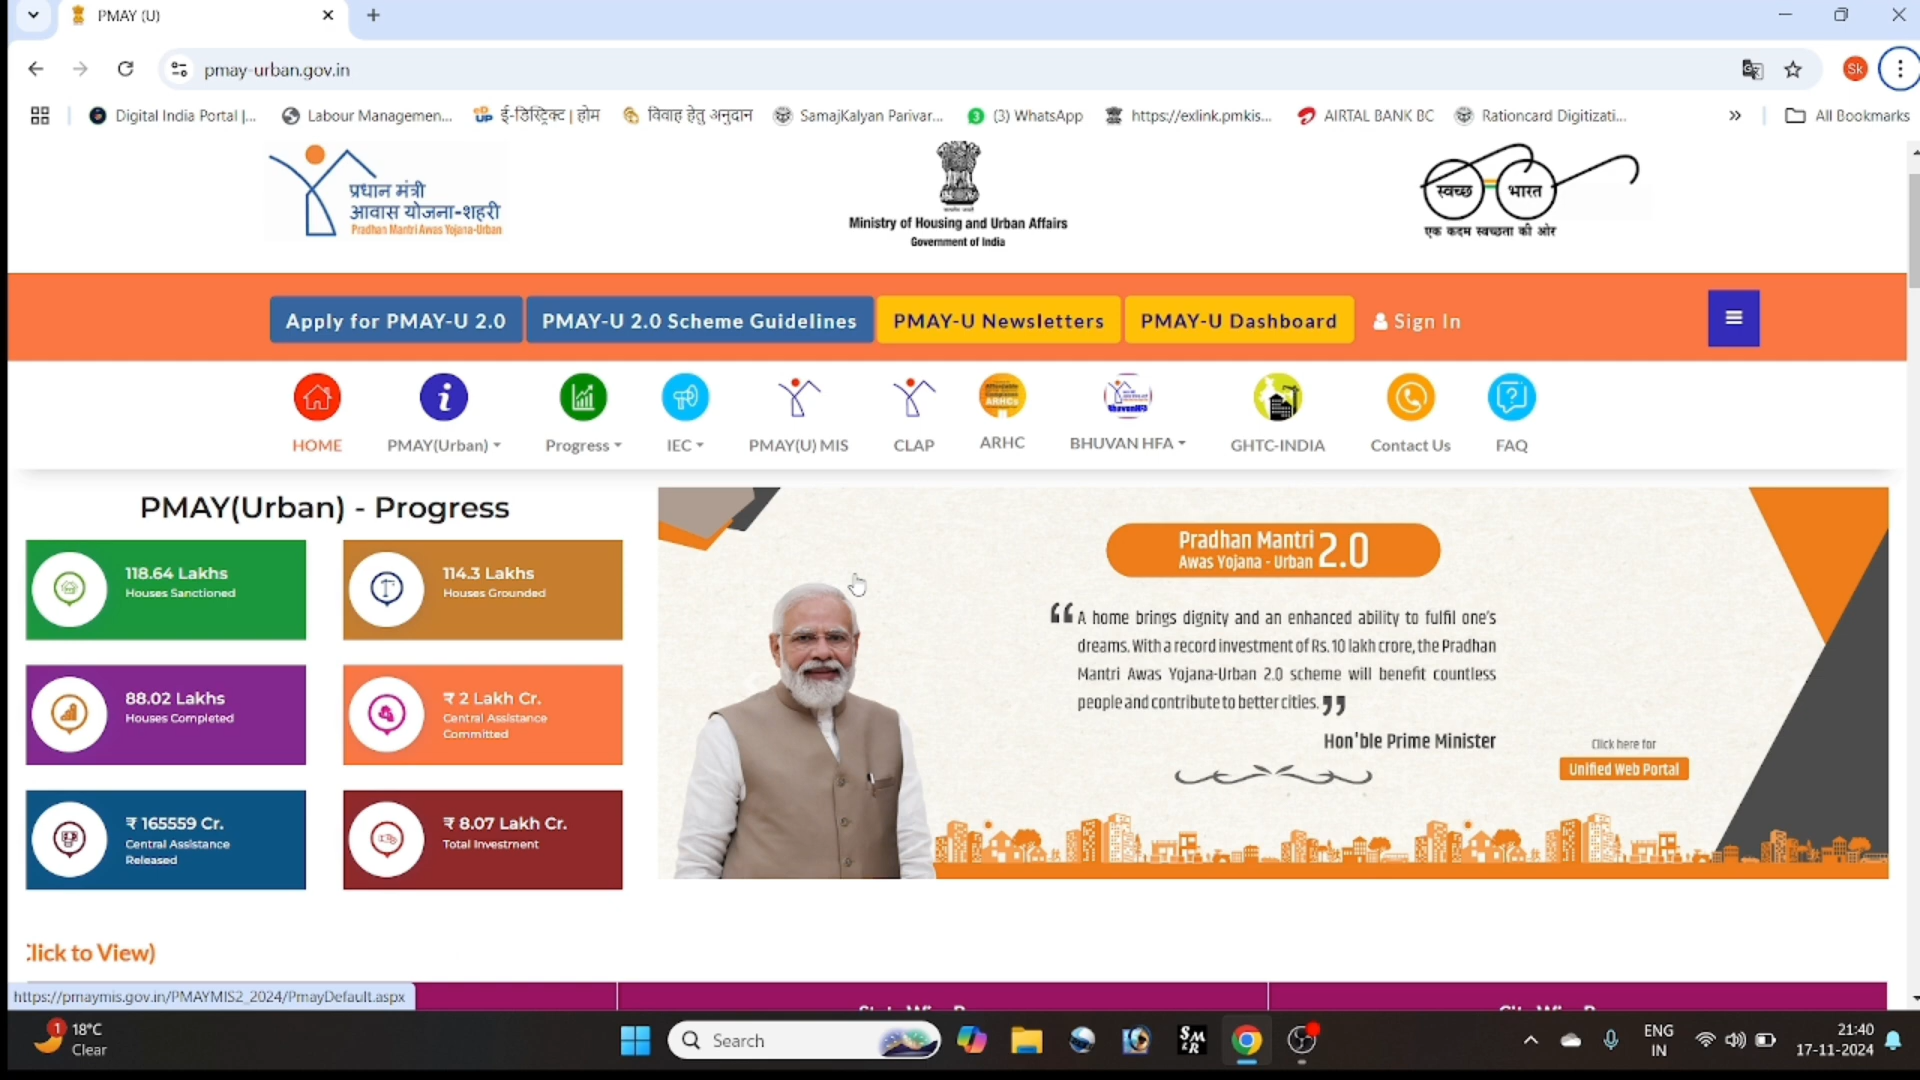 PMAY (U)
pmay-urban.gov.in
Sk
Digital India Portal |...
Labour Managemen...
ई-डिस्ट्रिक्ट | होम
विवाह हेतु अनुदान
SamajKalyan Parivar...
(3) WhatsApp
https://exlink.pmkis...
AIRTAL BANK BC
Rationcard Digitizati...
All Bookmarks
प्रधान मंत्री
आवास योजना-शहरी
Pradhan Mantri Awas Yojana-Urban
Ministry of Housing and Urban Affairs
Government of India
स्वच्छ भारत
एक कदम स्वच्छता की ओर
Apply for PMAY-U 2.0
PMAY-U 2.0 Scheme Guidelines
PMAY-U Newsletters
PMAY-U Dashboard
Sign In
HOME
PMAY(Urban)
Progress
IEC
PMAY(U) MIS
CLAP
ARHC
BHUVAN HFA
GHTC-INDIA
Contact Us
FAQ
PMAY(Urban) - Progress
118.64 Lakhs
Houses Sanctioned
114.3 Lakhs
Houses Grounded
88.02 Lakhs
Houses Completed
₹ 2 Lakh Cr.
Central Assistance
Committed
₹ 165559 Cr.
Central Assistance
Released
₹ 8.07 Lakh Cr.
Total Investment
Pradhan Mantri
Awas Yojana - Urban 2.0
“A home brings dignity and an enhanced ability to fulfil one's
dreams. With a record investment of Rs. 10 lakh crore, the Pradhan
Mantri Awas Yojana-Urban 2.0 scheme will benefit countless
people and contribute to better cities.”
Hon'ble Prime Minister
Click here for
Unified Web Portal
lick to View)
https://pmaymis.gov.in/PMAYMIS2_2024/PmayDefault.aspx
1
18°C
Clear
Search
ENG
IN
21:40
17-11-2024